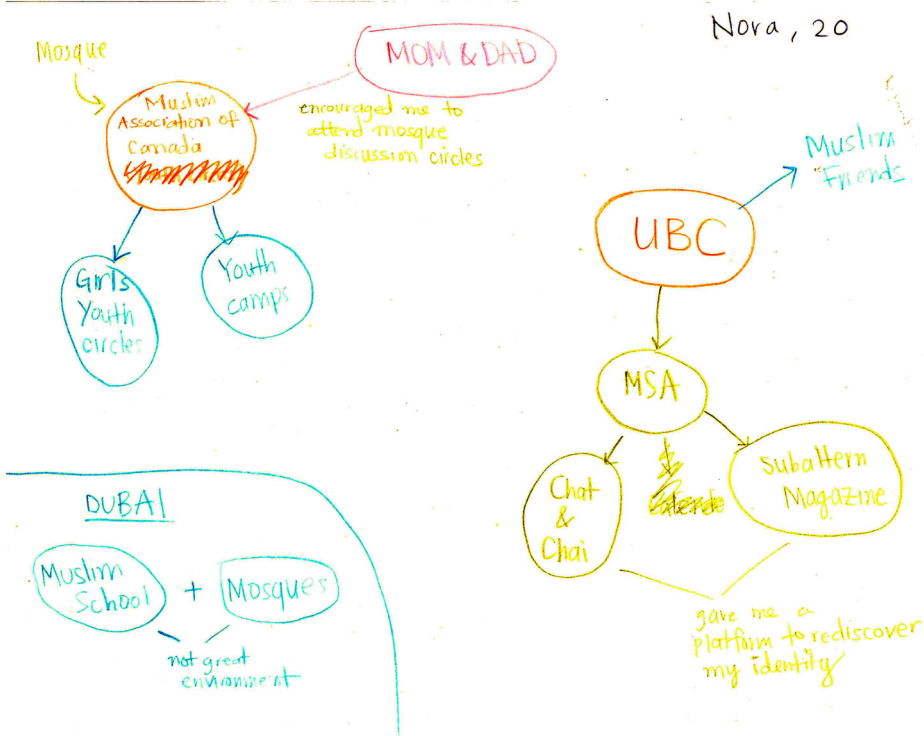 Nora, 20
Mosque
MOM & DAD
Muslim
Association of
Canada
encouraged me to
attend mosque
discussion circles
Girls
Youth
circles
Youth
camps
Muslim
Friends
UBC
MSA
Chat
&
Chai
Subaltern
Magazine
gave me a
platform to rediscover
my identity
DUBAI
Muslim
School
+
Mosques
not great
environment